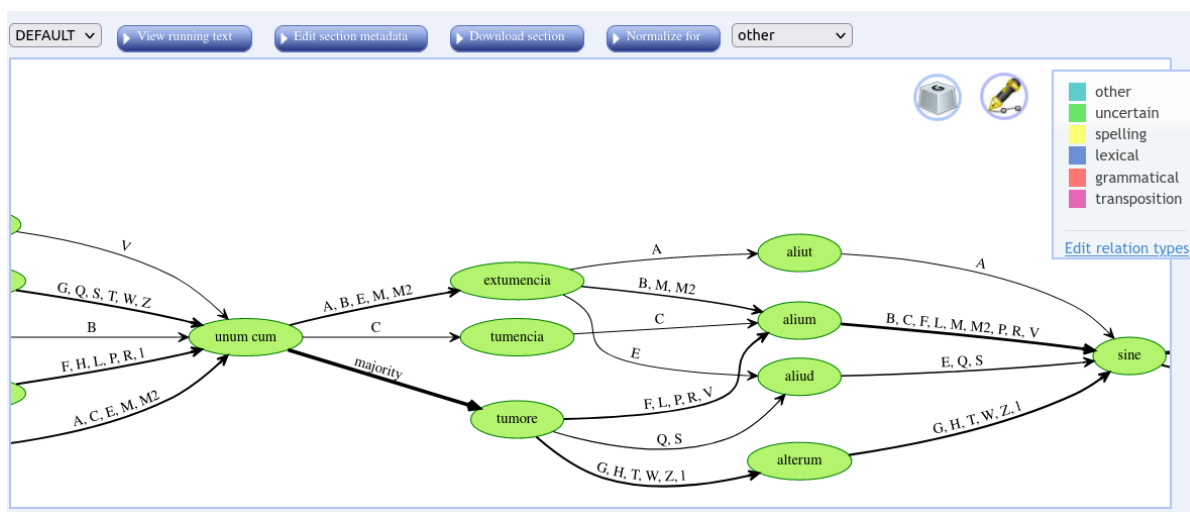 DEFAULT View running text Edit section metadata Download section Normalize for other
other
uncertain
spelling
lexical
grammatical
transposition
Edit relation types
V
G, Q, S, T, W, Z
B
F, H, L, P, R, l
A, C, E, M, M2
unum cum
A, B, E, M, M2
C
majority
extumencia
tumencia
tumore
A
B, M, M2
C
E
F, L, P, R, V
Q, S
G, H, T, W, Z, l
aliut
alium
aliud
alterum
A
B, C, F, L, M, M2, P, R, V
E, Q, S
G, H, T, W, Z, l
sine